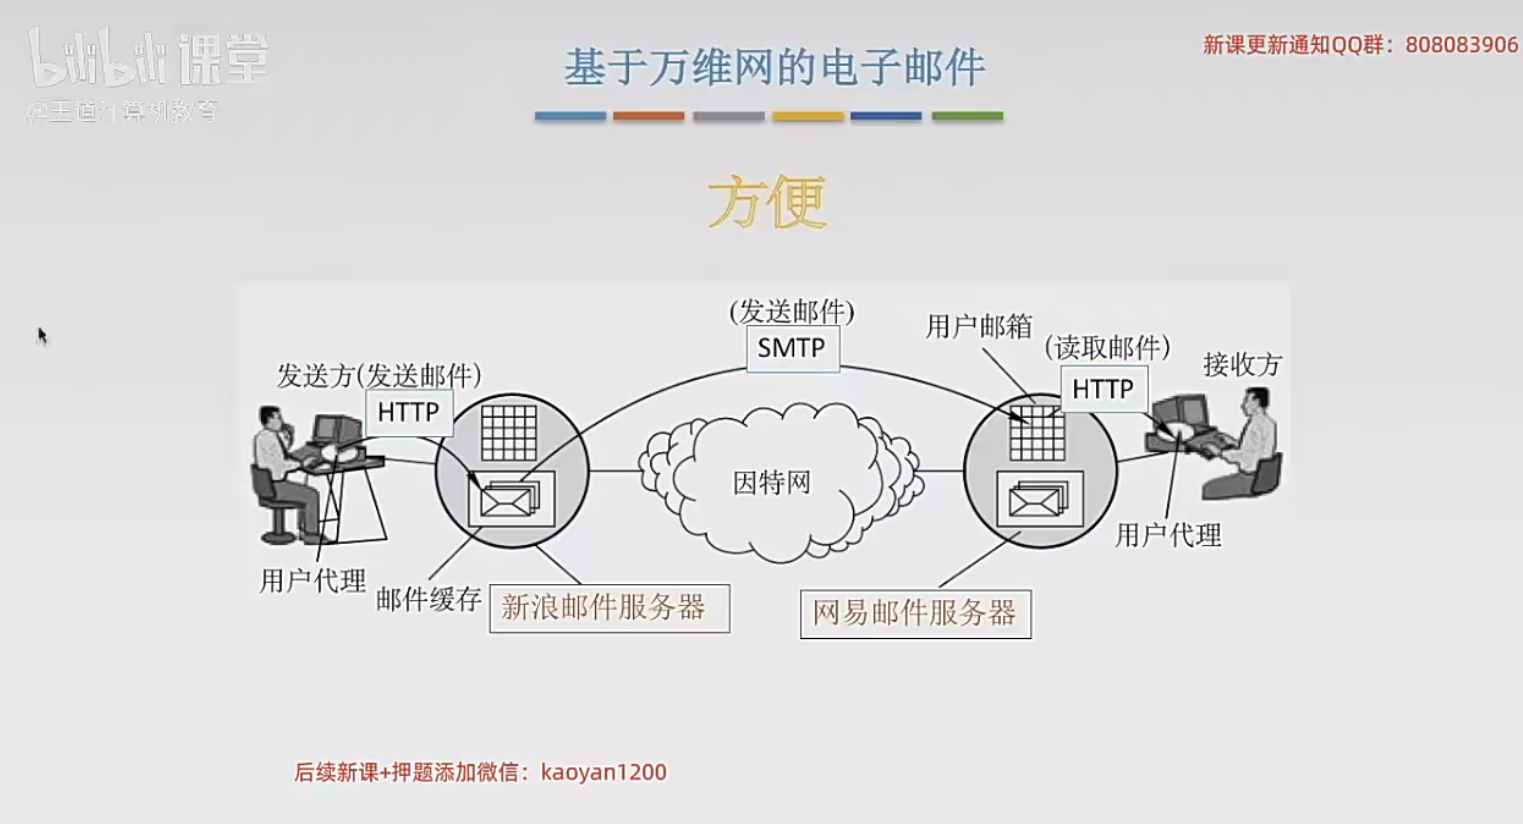 bilibili课堂
@王道计算机教育
新课更新通知QQ群：808083906
基于万维网的电子邮件
方便
(发送邮件)
SMTP
用户邮箱
(读取邮件)
HTTP
接收方
发送方(发送邮件)
HTTP
因特网
用户代理
用户代理
邮件缓存
新浪邮件服务器
网易邮件服务器
后续新课+押题添加微信：kaoyan1200